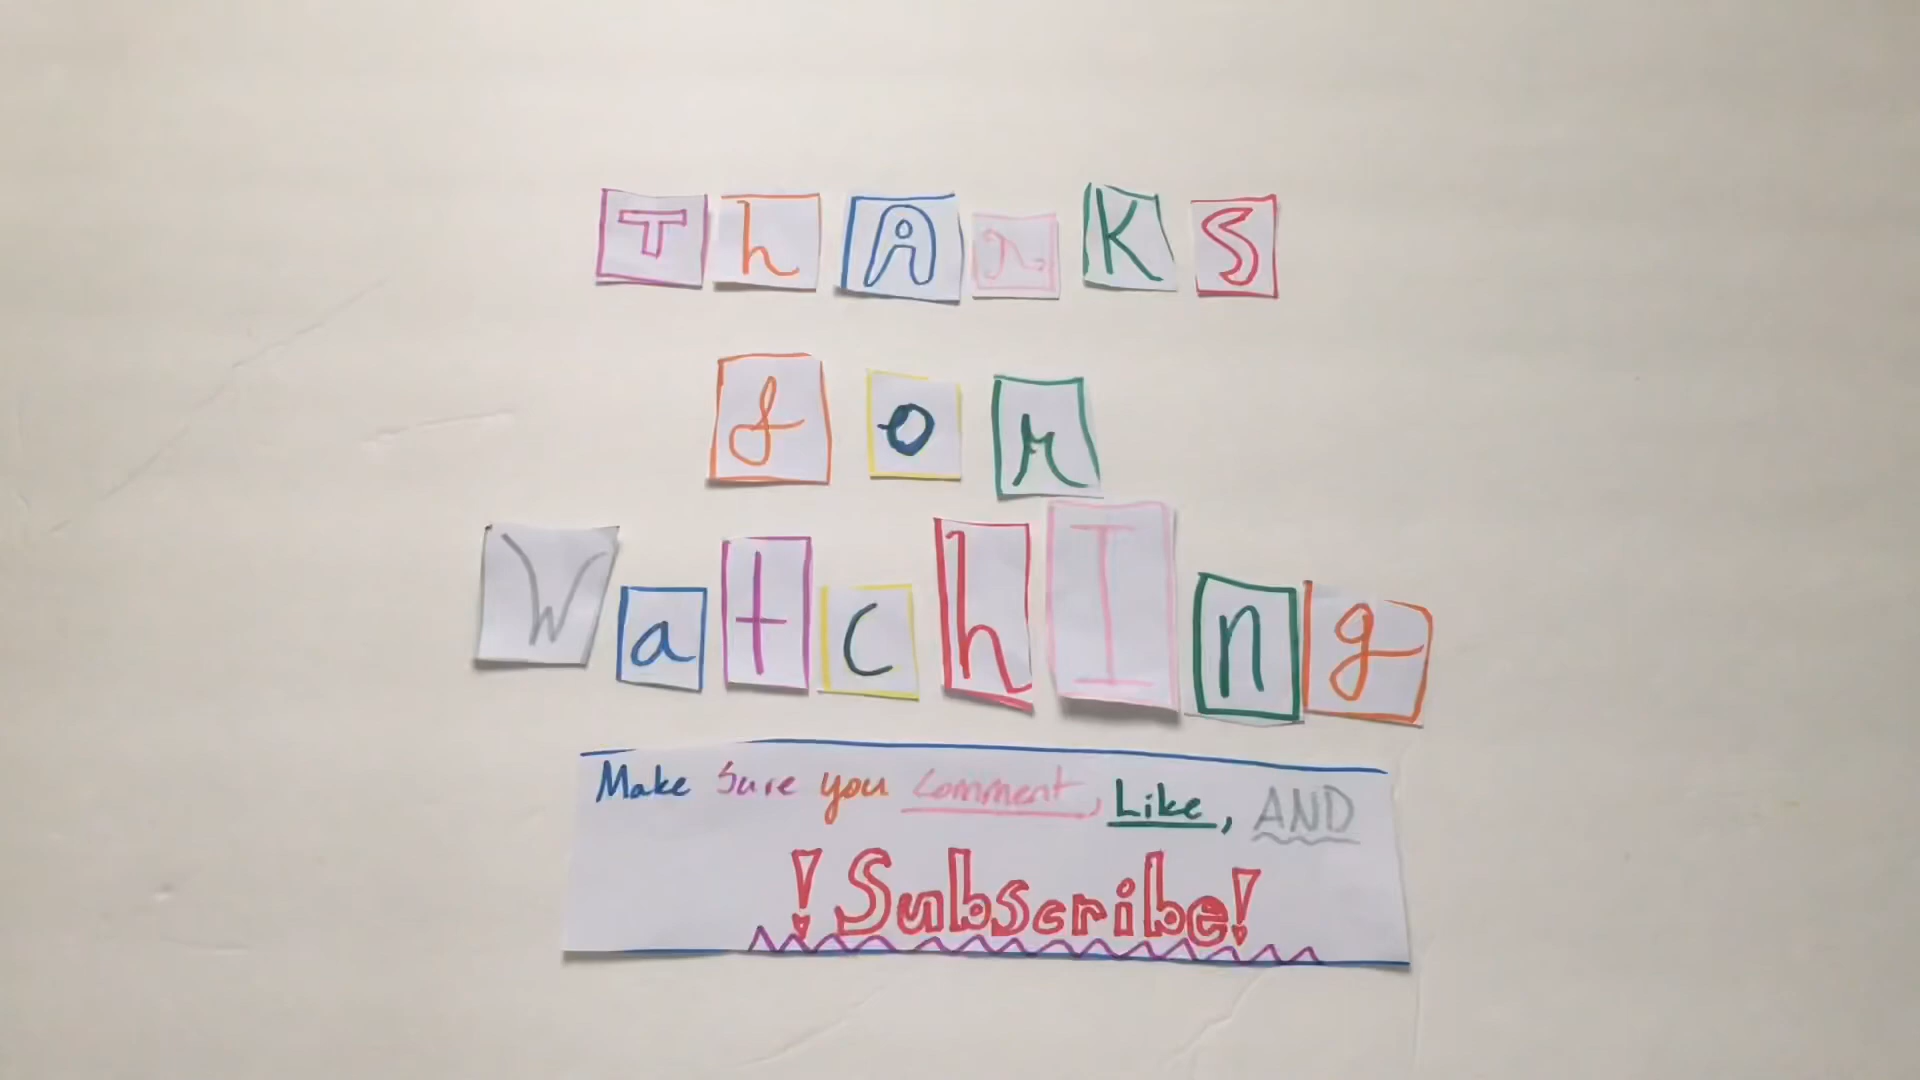 ThAnKS
for
WatchIng
Make Sure you comment, Like, AND
! Subscribe!